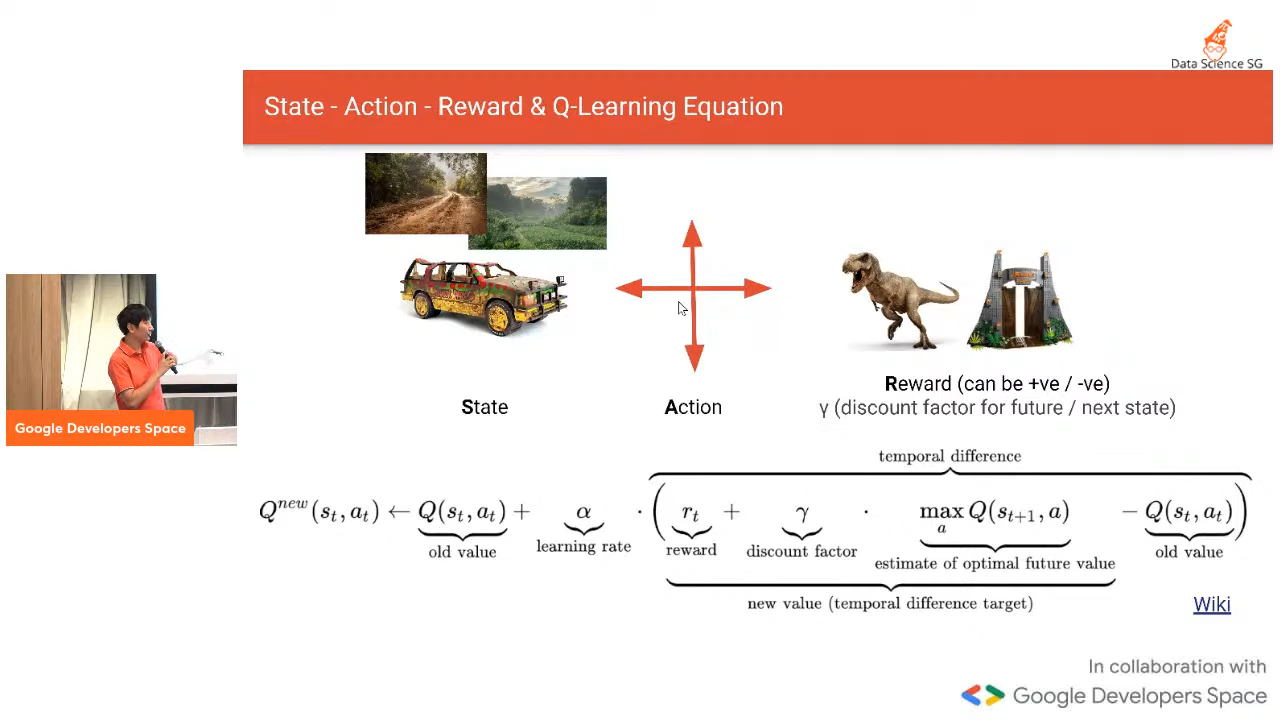 Data Science SG
State - Action - Reward & Q-Learning Equation
State
Action
Reward (can be +ve / -ve)
γ (discount factor for future / next state)
Google Developers Space
temporal difference
Q^{new}(s_t, a_t) ← Q(s_t, a_t) + α · (r_t + γ · max_a Q(s_{t+1}, a) − Q(s_t, a_t))
old value
learning rate
reward
discount factor
estimate of optimal future value
old value
new value (temporal difference target)
Wiki
In collaboration with
Google Developers Space